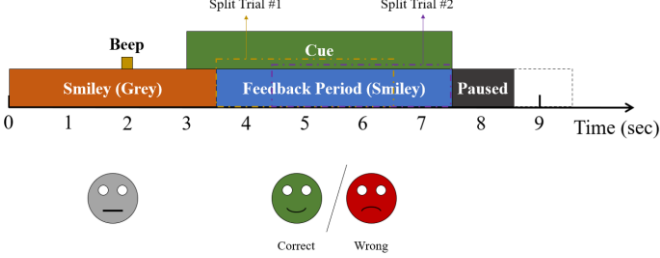 Split Trial #1
Split Trial #2
Beep
Cue
Smiley (Grey)
Feedback Period (Smiley)
Paused
0 1 2 3 4 5 6 7 8 9
Time (sec)
Correct
Wrong